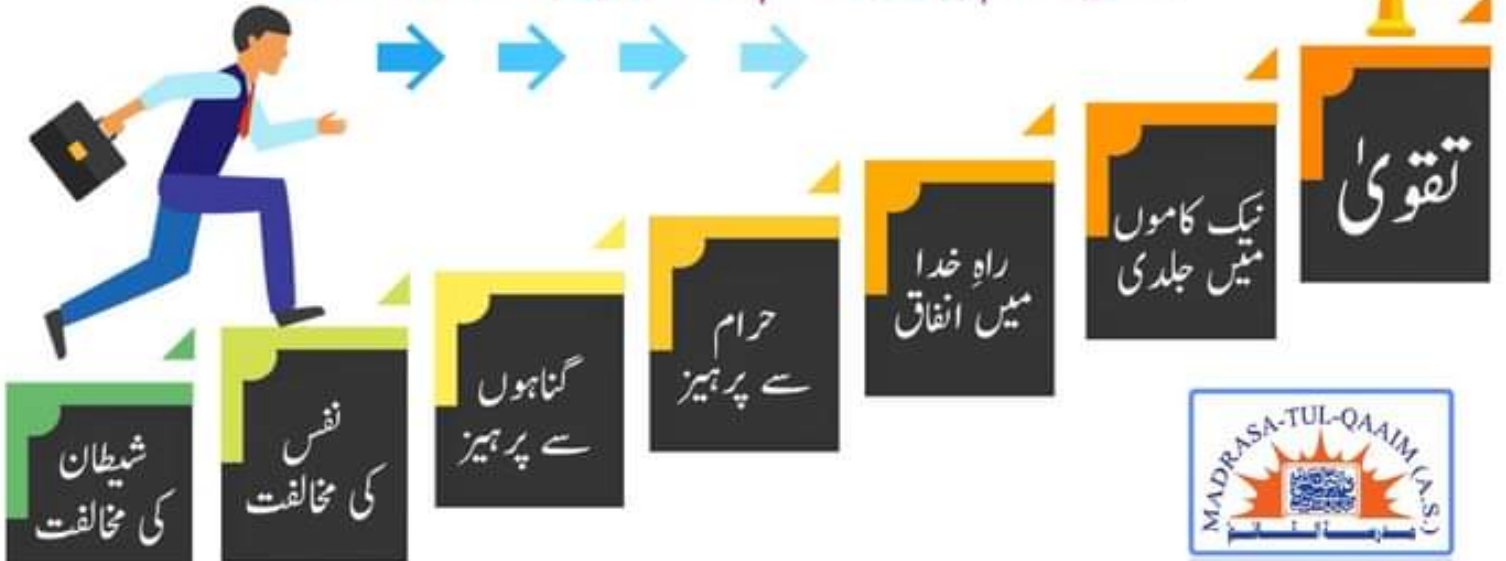 تقویٰ
نیک کاموں
میں جلدی
راہِ خدا
میں انفاق
حرام
سے پرہیز
گناہوں
سے پرہیز
نفس
کی مخالفت
شیطان
کی مخالفت
MADRASA-TUL-QAAIM (A.S.)